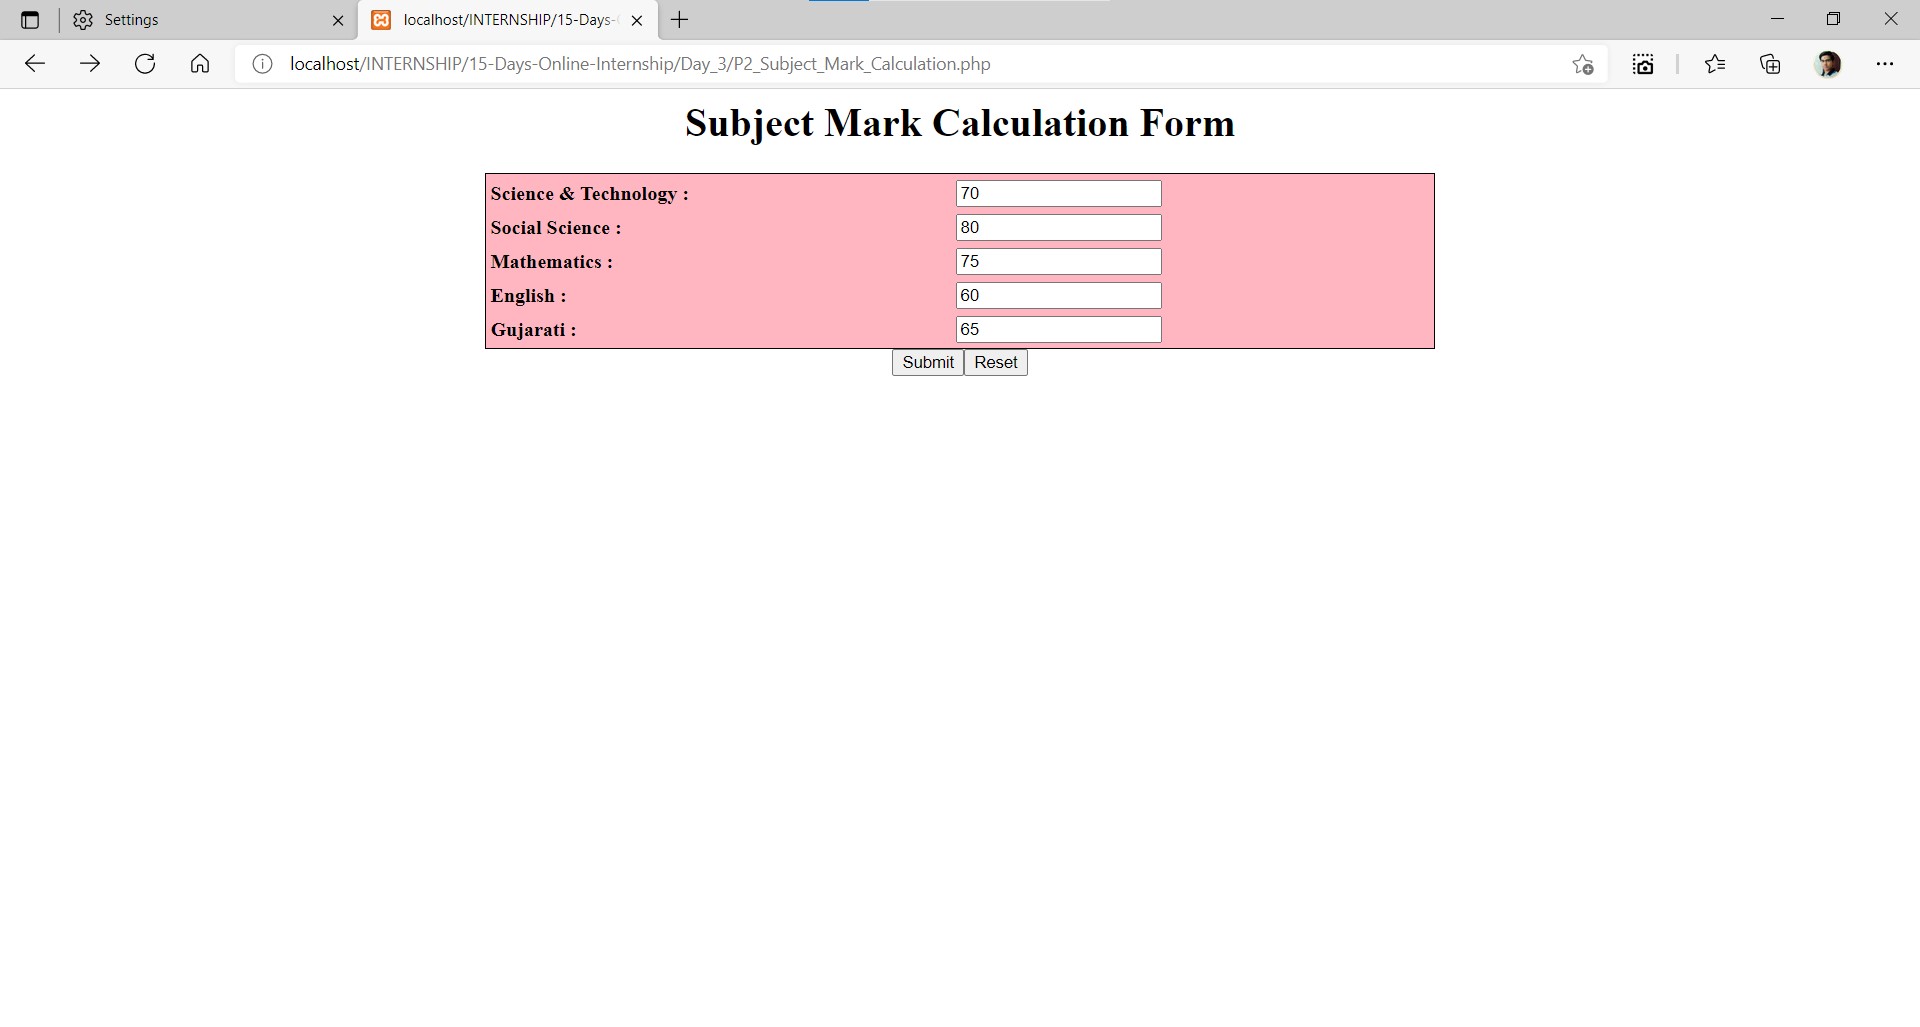 Settings
localhost/INTERNSHIP/15-Days-
localhost/INTERNSHIP/15-Days-Online-Internship/Day_3/P2_Subject_Mark_Calculation.php
Subject Mark Calculation Form
Science & Technology : 70
Social Science : 80
Mathematics : 75
English : 60
Gujarati : 65
Submit Reset